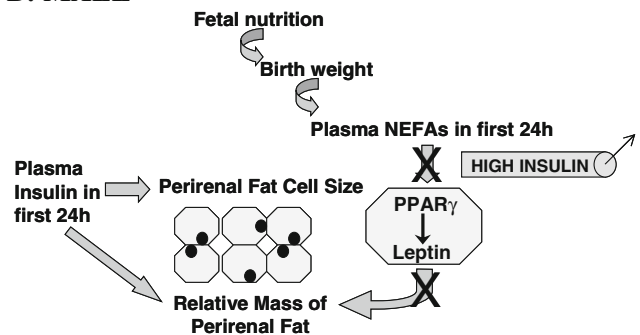 Fetal nutrition
Birth weight
Plasma NEFAs in first 24h
HIGH INSULIN
Plasma
Insulin in
first 24h
Perirenal Fat Cell Size
PPARγ
Leptin
Relative Mass of
Perirenal Fat